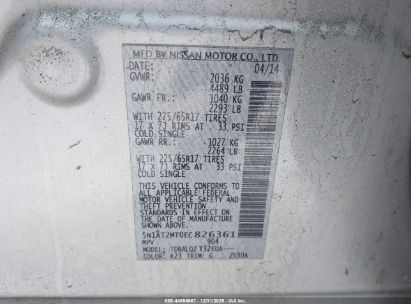 MFD BY NISSAN MOTOR CO., LTD
DATE: 04/14
GVWR: 2036 KG
4489 LB
GAWR FR: 1040 KG
2293 LB
WITH 225/65R17 TIRES
17 X 7J RIMS AT 33 PSI
COLD SINGLE
GAWR RR: 1027 KG
2264 LB
WITH 225/65R17 TIRES
17 X 7J RIMS AT 33 PSI
COLD SINGLE
THIS VEHICLE CONFORMS TO
ALL APPLICABLE FEDERAL
MOTOR VEHICLE SAFETY AND
THEFT PREVENTION
STANDARDS IN EFFECT ON
THE DATE OF MANUFACTURE
SHOWN ABOVE.
5N1AT2MT0EC826361
MPV 904
MODEL:
COLOR: K23 TRIM: G